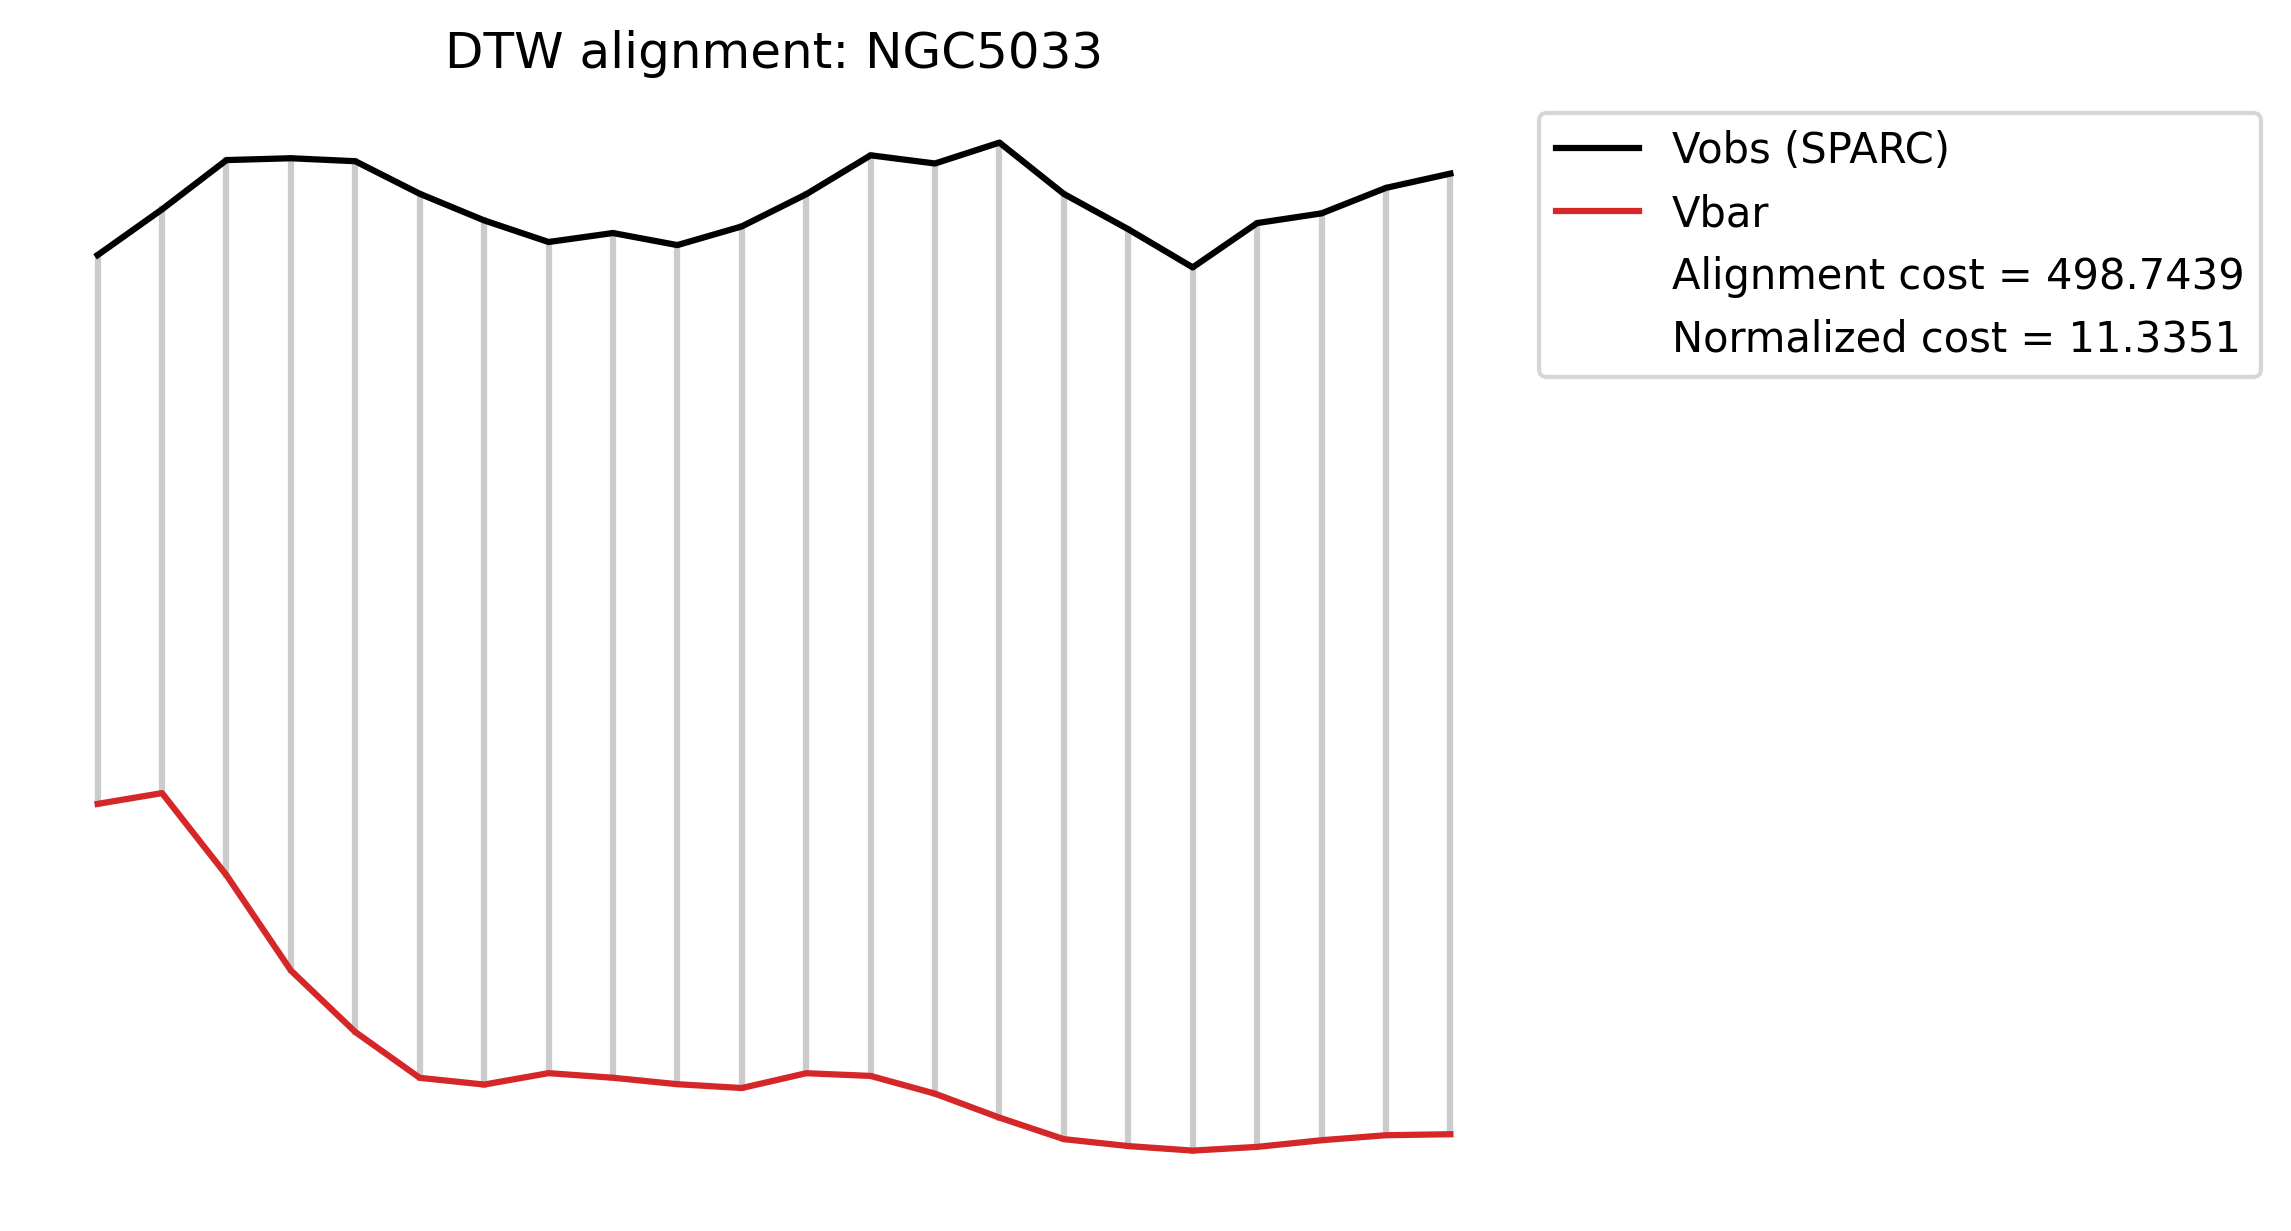 DTW alignment: NGC5033
Vobs (SPARC)
Vbar
Alignment cost = 498.7439
Normalized cost = 11.3351